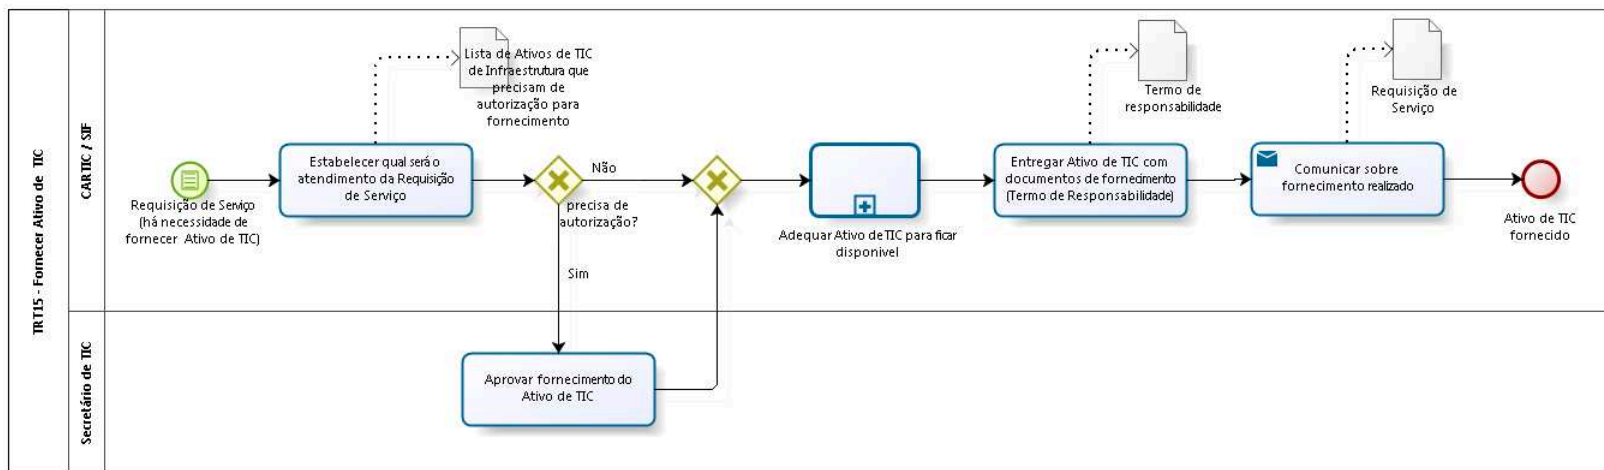 TRT15 - Fornecer Ativo de TIC
CARTIC / SIF
Secretário de TIC
Requisição de Serviço
(há necessidade de
fornecer Ativo de TIC)
Estabelecer qual será o
atendimento da Requisição
de Serviço
Lista de Ativos de TIC
de Infraestrutura que
precisam de
autorização para
fornecimento
Não
precisa de
autorização?
Sim
Aprovar fornecimento do
Ativo de TIC
Adequar Ativo de TIC para ficar
disponivel
Entregar Ativo de TIC com
documentos de fornecimento
(Termo de Responsabilidade)
Termo de
responsabilidade
Comunicar sobre
fornecimento realizado
Requisição de
Serviço
Ativo de TIC
fornecido